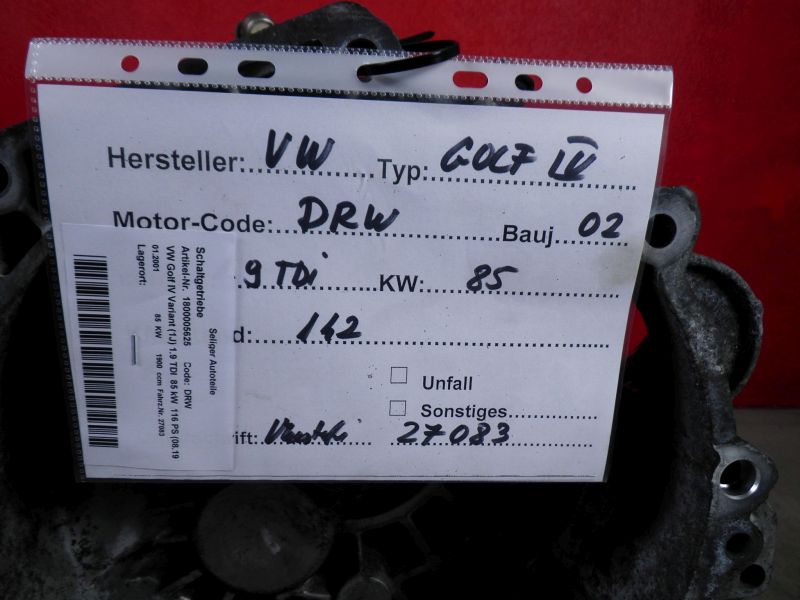 Hersteller: VW Typ: GOLF IV
Motor-Code: DRW Bauj. 02
.9 TDi KW: 85
d: 142
Unfall
Sonstiges
rift: 27083
Seliger Autoteile
Schaltgetriebe
Artikel-Nr. 1800005625 Code: DRW
VW Golf IV Variant (1J) 1.9 TDI 85 kW 116 PS (08.19
01.2001 85 KW 1900 ccm Fahrz.Nr. 27083
Lagerort: